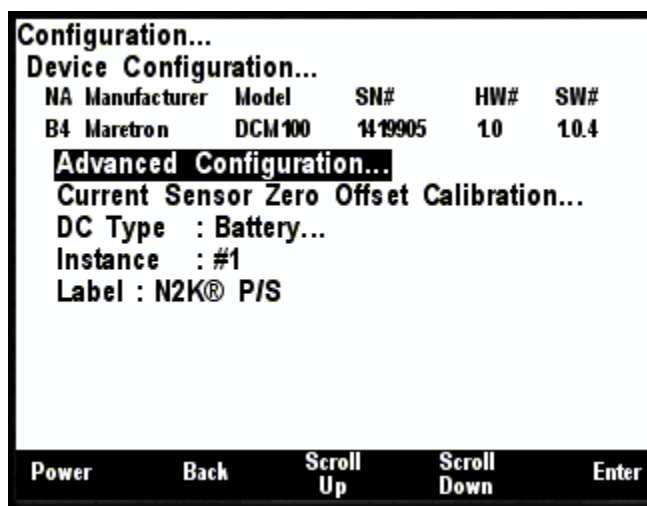 Configuration...
Device Configuration...
NA Manufacturer Model SN# HW# SW#
B4 Maretron DCM100 1419905 1.0 1.0.4
Advanced Configuration...
Current Sensor Zero Offset Calibration...
DC Type : Battery...
Instance : #1
Label : N2K® P/S
Power Back Scroll Up Scroll Down Enter